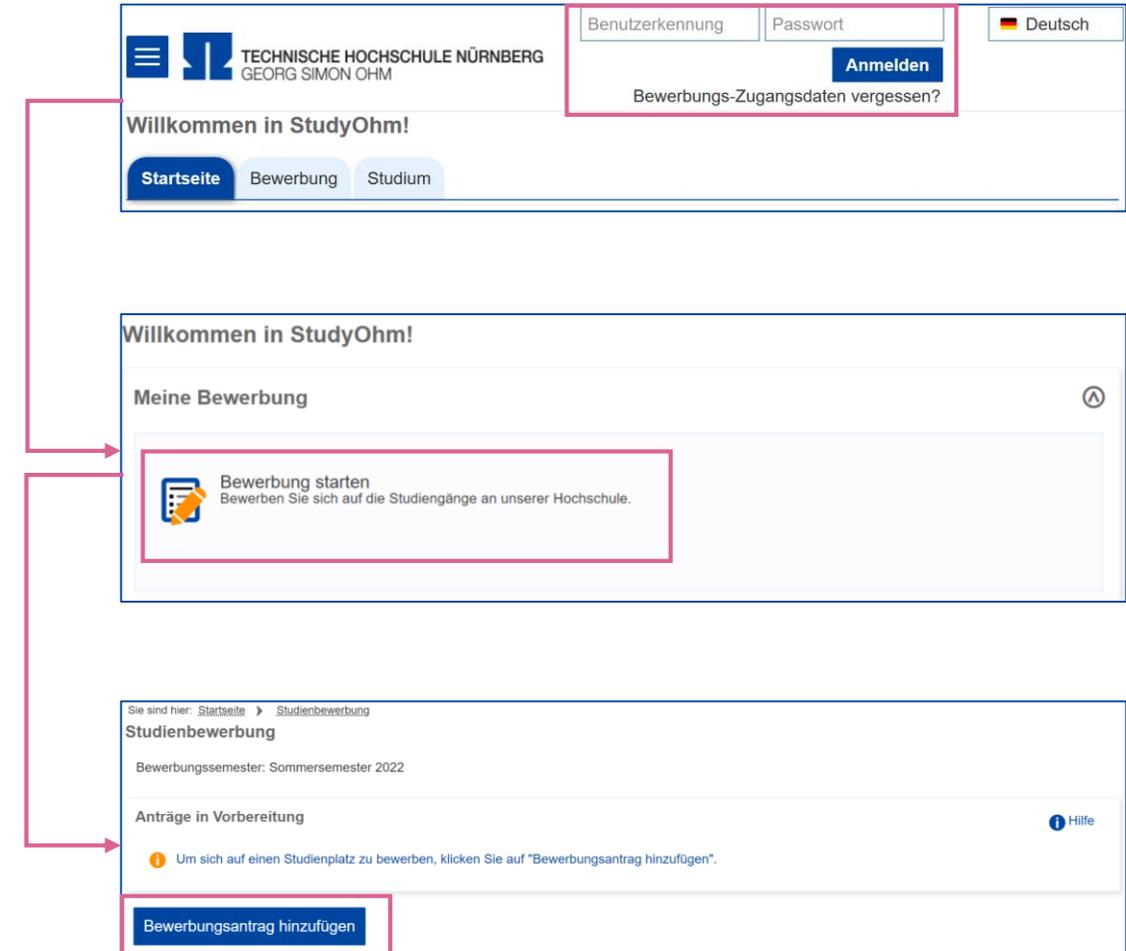 Benutzerkennung Passwort Deutsch
TECHNISCHE HOCHSCHULE NÜRNBERG
GEORG SIMON OHM
Anmelden
Bewerbungs-Zugangsdaten vergessen?
Willkommen in StudyOhm!
Startseite Bewerbung Studium
Willkommen in StudyOhm!
Meine Bewerbung
Bewerbung starten
Bewerben Sie sich auf die Studiengänge an unserer Hochschule.
Sie sind hier: Startseite Studienbewerbung
Studienbewerbung
Bewerbungssemester: Sommersemester 2022
Anträge in Vorbereitung
Hilfe
Um sich auf einen Studienplatz zu bewerben, klicken Sie auf "Bewerbungsantrag hinzufügen".
Bewerbungsantrag hinzufügen